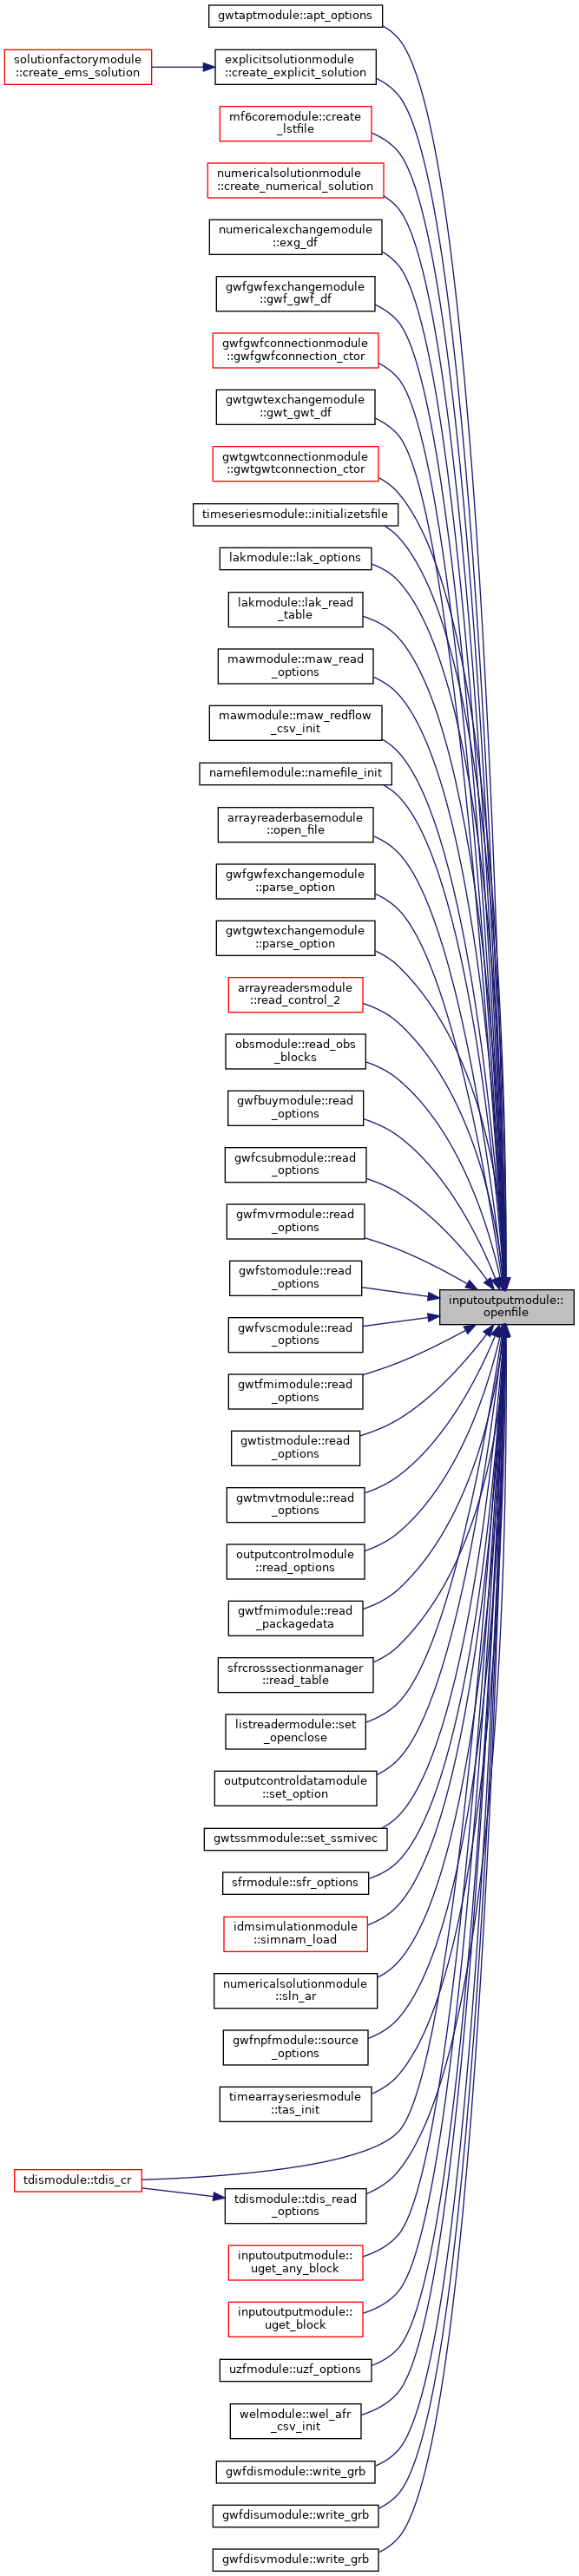 gwtaptmodule::apt_options
solutionfactorymodule
::create_ems_solution
explicitsolutionmodule
::create_explicit_solution
mf6coremodule::create
_lstfile
numericalsolutionmodule
::create_numerical_solution
numericalexchangemodule
::exg_df
gwfgwfexchangemodule
::gwf_gwf_df
gwfgwfconnectionmodule
::gwfgwfconnection_ctor
gwtgwtexchangemodule
::gwt_gwt_df
gwtgwtconnectionmodule
::gwtgwtconnection_ctor
timeseriesmodule::initializetsfile
lakmodule::lak_options
lakmodule::lak_read
_table
mawmodule::maw_read
_options
mawmodule::maw_redflow
_csv_init
namefilemodule::namefile_init
arrayreaderbasemodule
::open_file
gwfgwfexchangemodule
::parse_option
gwtgwtexchangemodule
::parse_option
arrayreadersmodule
::read_control_2
obsmodule::read_obs
_blocks
gwfbuymodule::read
_options
gwfcsubmodule::read
_options
gwfmvrmodule::read
_options
gwfstomodule::read
_options
inputoutputmodule::
openfile
gwfvscmodule::read
_options
gwtfmimodule::read
_options
gwtistmodule::read
_options
gwtmvtmodule::read
_options
outputcontrolmodule
::read_options
gwtfmimodule::read
_packagedata
sfrcrosssectionmanager
::read_table
listreadermodule::set
_openclose
outputcontroldatamodule
::set_option
gwtssmmodule::set_ssmivec
sfrmodule::sfr_options
idmsimulationmodule
::simnam_load
numericalsolutionmodule
::sln_ar
gwfnpfmodule::source
_options
timearrayseriesmodule
::tas_init
tdismodule::tdis_cr
tdismodule::tdis_read
_options
inputoutputmodule::
uget_any_block
inputoutputmodule::
uget_block
uzfmodule::uzf_options
welmodule::wel_afr
_csv_init
gwfdismodule::write_grb
gwfdisumodule::write_grb
gwfdisvmodule::write_grb